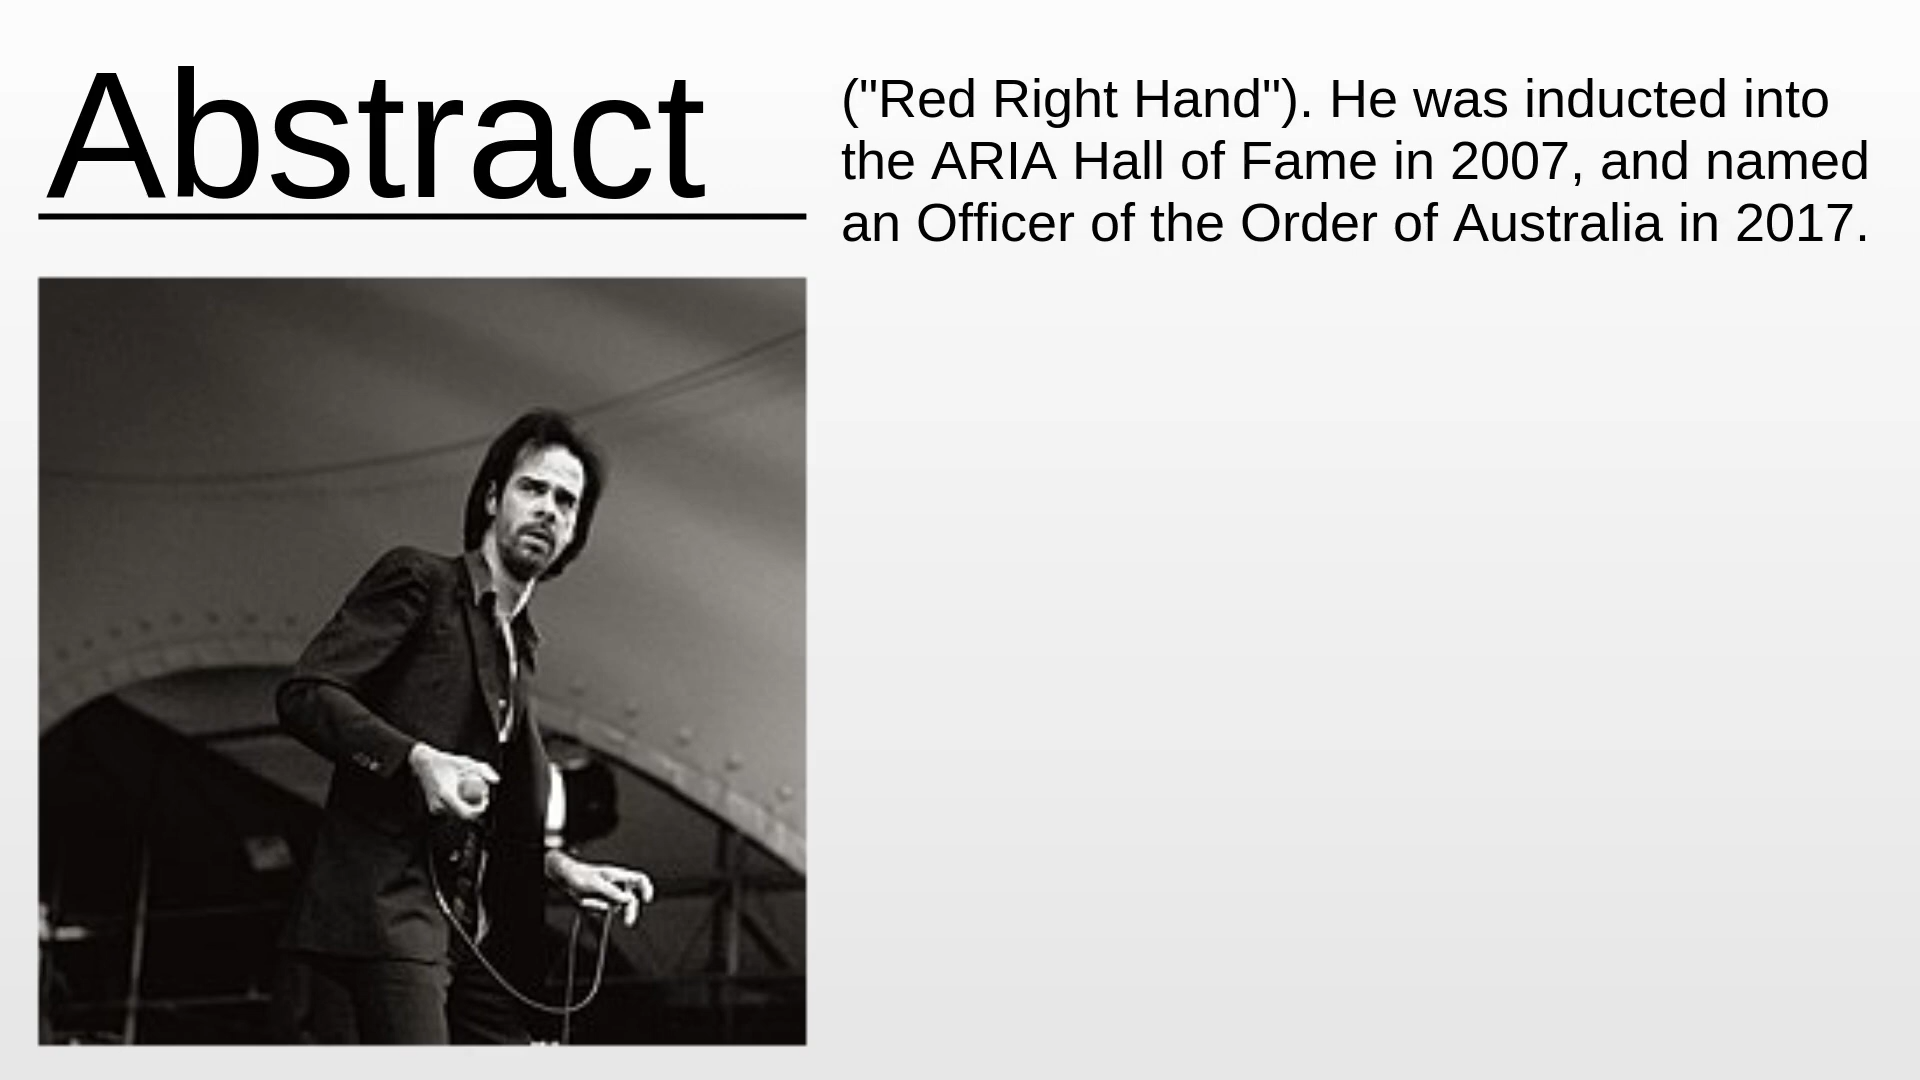 Abstract
("Red Right Hand"). He was inducted into
the ARIA Hall of Fame in 2007, and named
an Officer of the Order of Australia in 2017.